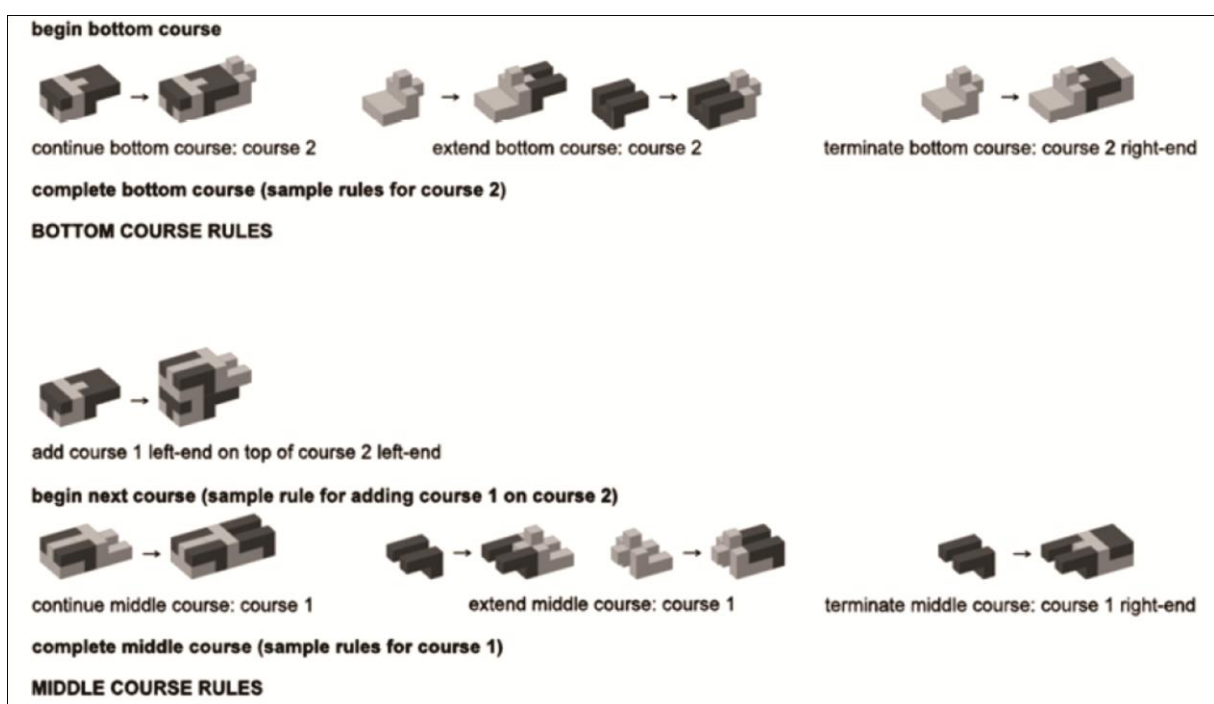 begin bottom course
continue bottom course: course 2
extend bottom course: course 2
terminate bottom course: course 2 right-end
complete bottom course (sample rules for course 2)
BOTTOM COURSE RULES
add course 1 left-end on top of course 2 left-end
begin next course (sample rule for adding course 1 on course 2)
continue middle course: course 1
extend middle course: course 1
terminate middle course: course 1 right-end
complete middle course (sample rules for course 1)
MIDDLE COURSE RULES